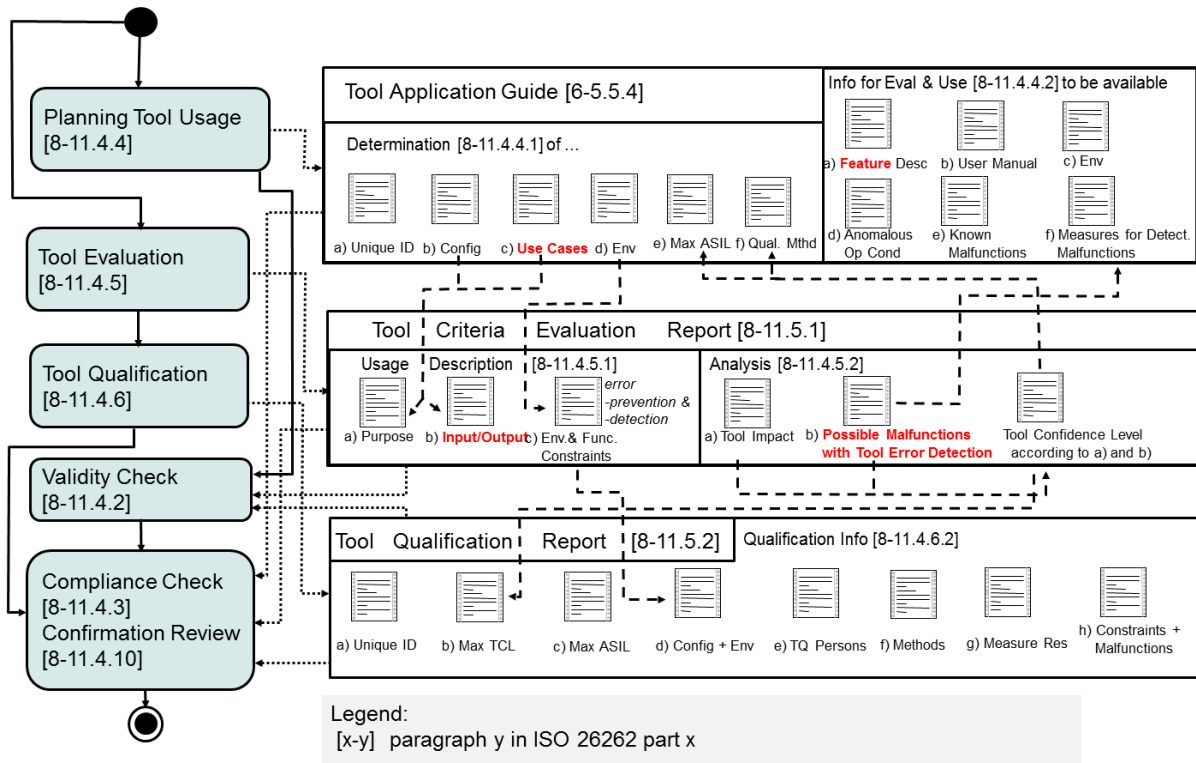 Planning Tool Usage
[8-11.4.4]
Tool Evaluation
[8-11.4.5]
Tool Qualification
[8-11.4.6]
Validity Check
[8-11.4.2]
Compliance Check
[8-11.4.3]
Confirmation Review
[8-11.4.10]
Tool Application Guide [6-5.5.4]
Determination [8-11.4.4.1] of ...
a) Unique ID
b) Config
c) Use Cases
d) Env
e) Max ASIL
f) Qual. Mthd
Info for Eval & Use [8-11.4.4.2] to be available
a) Feature Desc
b) User Manual
c) Env
d) Anomalous
Op Cond
e) Known
Malfunctions
f) Measures for Detect.
Malfunctions
Tool Criteria Evaluation Report [8-11.5.1]
Usage Description [8-11.4.5.1]
error
-prevention &
-detection
a) Purpose
b) Input/Output
c) Env.& Func.
Constraints
Analysis [8-11.4.5.2]
a) Tool Impact
b) Possible Malfunctions
with Tool Error Detection
Tool Confidence Level
according to a) and b)
Tool Qualification Report [8-11.5.2]
Qualification Info [8-11.4.6.2]
a) Unique ID
b) Max TCL
c) Max ASIL
d) Config + Env
e) TQ Persons
f) Methods
g) Measure Res
h) Constraints +
Malfunctions
Legend:
[x-y] paragraph y in ISO 26262 part x